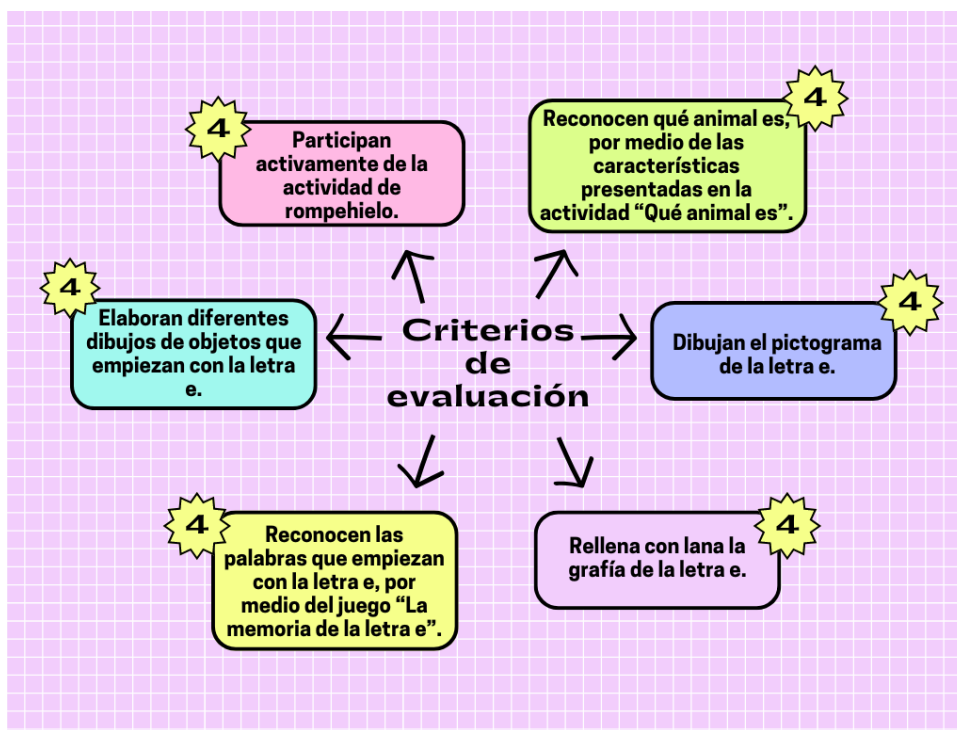 4
Participan
activamente de la
actividad de
rompehielo.
4
Reconocen qué animal es,
por medio de las
características
presentadas en la
actividad “Qué animal es”.
4
Elaboran diferentes
dibujos de objetos que
empiezan con la letra
e.
Criterios
de
evaluación
4
Dibujan el pictograma
de la letra e.
4
Reconocen las
palabras que empiezan
con la letra e, por
medio del juego “La
memoria de la letra e”.
4
Rellena con lana la
grafía de la letra e.